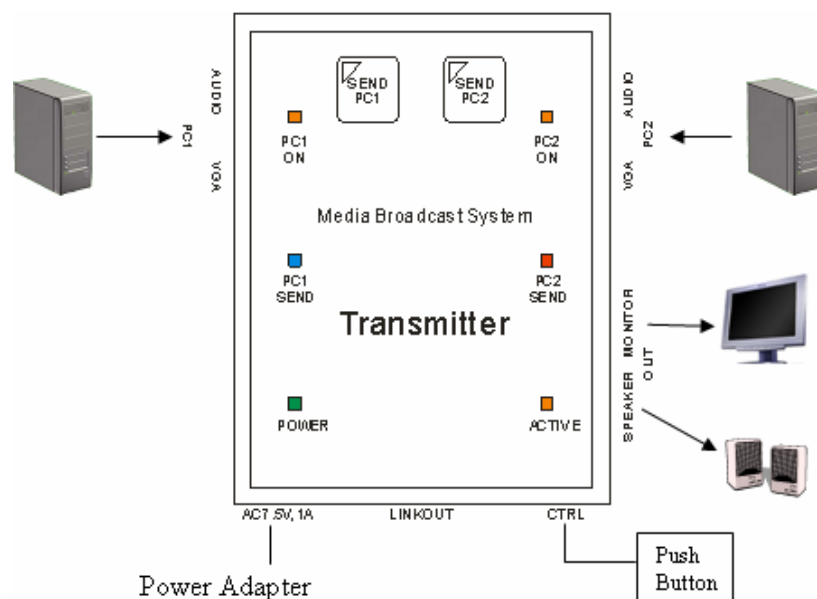 SEND
PC1
SEND
PC2
AUDIO
PC1
VGA
AUDIO
PC2
VGA
PC1
ON
PC2
ON
Media Broadcast System
PC1
SEND
PC2
SEND
Transmitter
MONITOR
OUT
SPEAKER
POWER
ACTIVE
AC7.5V,1A
LINKOUT
CTRL
Power Adapter
Push
Button